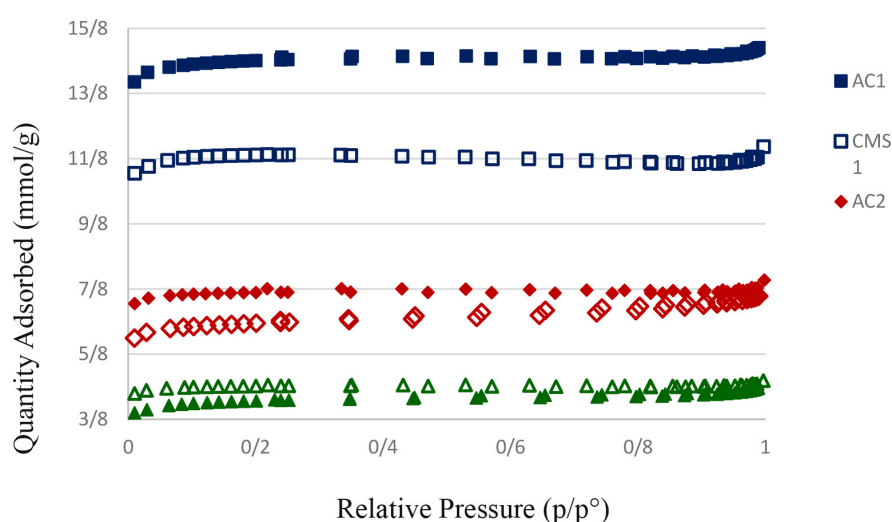 15/8
13/8
11/8
9/8
7/8
5/8
3/8
Quantity Adsorbed (mmol/g)
0
0/2
0/4
0/6
0/8
1
Relative Pressure (p/p°)
AC1
CMS
1
AC2